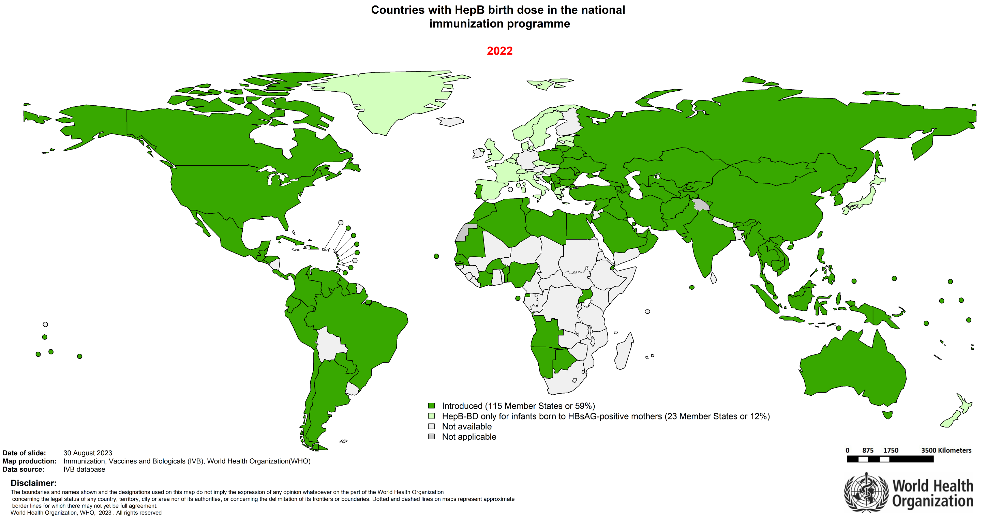 Countries with HepB birth dose in the national
immunization programme
2022
Introduced (115 Member States or 59%)
HepB-BD only for infants born to HBsAG-positive mothers (23 Member States or 12%)
Not available
Not applicable
Date of slide: 30 August 2023
Map production: Immunization, Vaccines and Biologicals (IVB), World Health Organization(WHO)
Data source: IVB database
0 875 1750 3500 Kilometers
Disclaimer:
The boundaries and names shown and the designations used on this map do not imply the expression of any opinion whatsoever on the part of the World Health Organization
concerning the legal status of any country, territory, city or area nor of its authorities, or concerning the delimitation of its frontiers or boundaries. Dotted and dashed lines on maps represent approximate
border lines for which there may not yet be full agreement.
World Health Organization, WHO, 2023 . All rights reserved
World Health
Organization